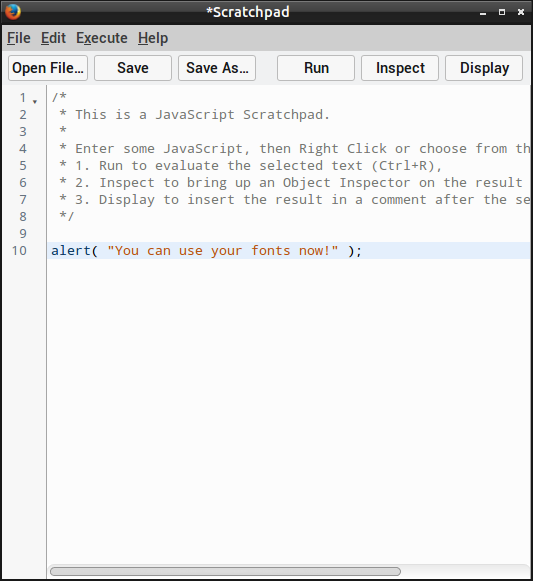 *Scratchpad
File Edit Execute Help
Open File... Save Save As... Run Inspect Display
1 /*
2  * This is a JavaScript Scratchpad.
3  *
4  * Enter some JavaScript, then Right Click or choose from th
5  * 1. Run to evaluate the selected text (Ctrl+R),
6  * 2. Inspect to bring up an Object Inspector on the result
7  * 3. Display to insert the result in a comment after the se
8  */
9
10 alert( "You can use your fonts now!" );